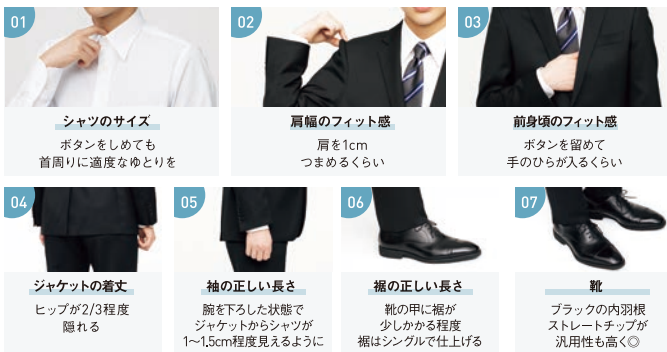 01
シャツのサイズ
ボタンをしめても
首周りに適度なゆとりを
02
肩幅のフィット感
肩を1cm
つまめるくらい
03
前身頃のフィット感
ボタンを留めて
手のひらが入るくらい
04
ジャケットの着丈
ヒップが2/3程度
隠れる
05
袖の正しい長さ
腕を下ろした状態で
ジャケットからシャツが
1〜1.5cm程度見えるように
06
裾の正しい長さ
靴の甲に裾が
少しかかる程度
裾はシングルで仕上げる
07
靴
ブラックの内羽根
ストレートチップが
汎用性も高く◎